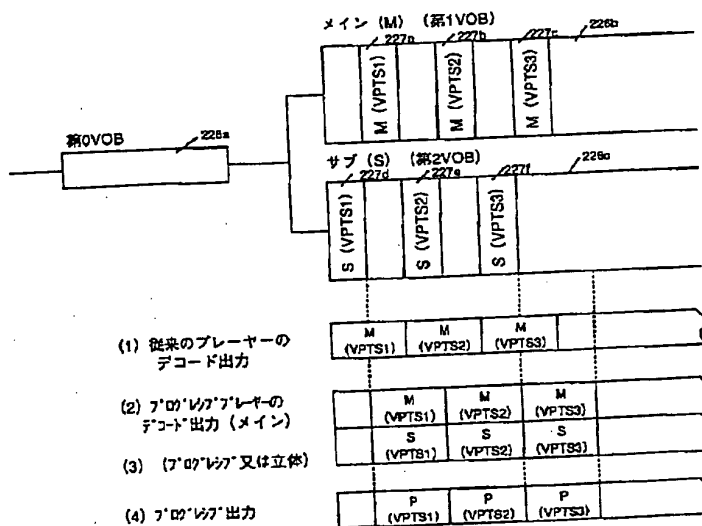 メイン (M) (第1VOB)
227a 227b 227c 226b
M (VPTS1) M (VPTS2) M (VPTS3)
第0VOB 226a
サブ (S) (第2VOB)
227d 227e 227f 226c
S (VPTS1) S (VPTS2) S (VPTS3)
(1) 従来のプレーヤーの
デコード出力
M M M
(VPTS1) (VPTS2) (VPTS3)
(2) プログレシブプレーヤーの
デコード出力 (メイン)
M M M
(VPTS1) (VPTS2) (VPTS3)
(3) (プログレシブ又は立体)
S S S
(VPTS1) (VPTS2) (VPTS3)
(4) プログレシブ出力
P P P
(VPTS1) (VPTS2) (VPTS3)